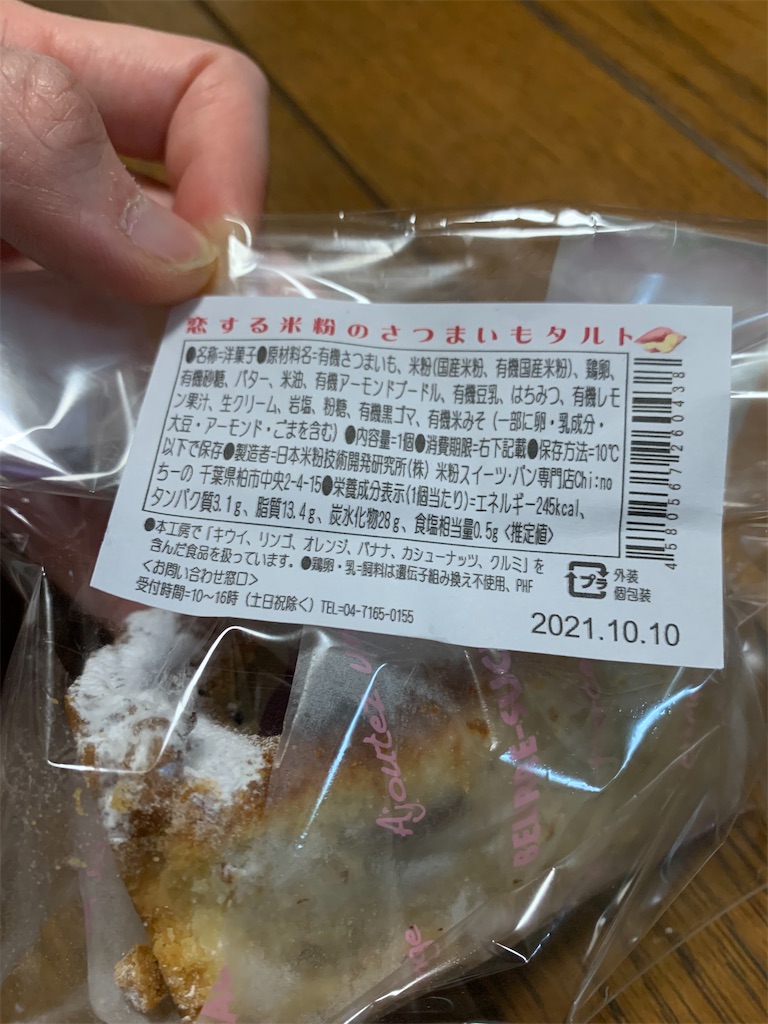 恋する米粉のさつまいもタルト
●名称=洋菓子●原材料名=有機さつまいも、米粉(国産米粉、有機国産米粉)、鶏卵、
有機砂糖、バター、米油、有機アーモンドプードル、有機豆乳、はちみつ、有機レモ
ン果汁、生クリーム、岩塩、粉糖、有機黒ゴマ、有機米みそ（一部に卵・乳成分・
大豆・アーモンド・ごまを含む）●内容量=1個●消費期限=右下記載●保存方法=10℃
以下で保存●製造者=日本米粉技術開発研究所(株) 米粉スイーツ・パン専門店Chi:no
ちーの 千葉県柏市中央2-4-15●栄養成分表示(1個当たり)=エネルギー245kcal、
タンパク質3.1g、脂質13.4g、炭水化物28g、食塩相当量0.5g<推定値>
●本工房で「キウイ、リンゴ、オレンジ、バナナ、カシューナッツ、クルミ」を
含んだ食品を扱っています。●鶏卵・乳=飼料は遺伝子組み換え不使用、PHF
<お問い合わせ窓口>
受付時間=10～16時（土日祝除く）TEL=04-7165-0155
プラ
外装
個包装
2021.10.10
4580567260438
Ajouter